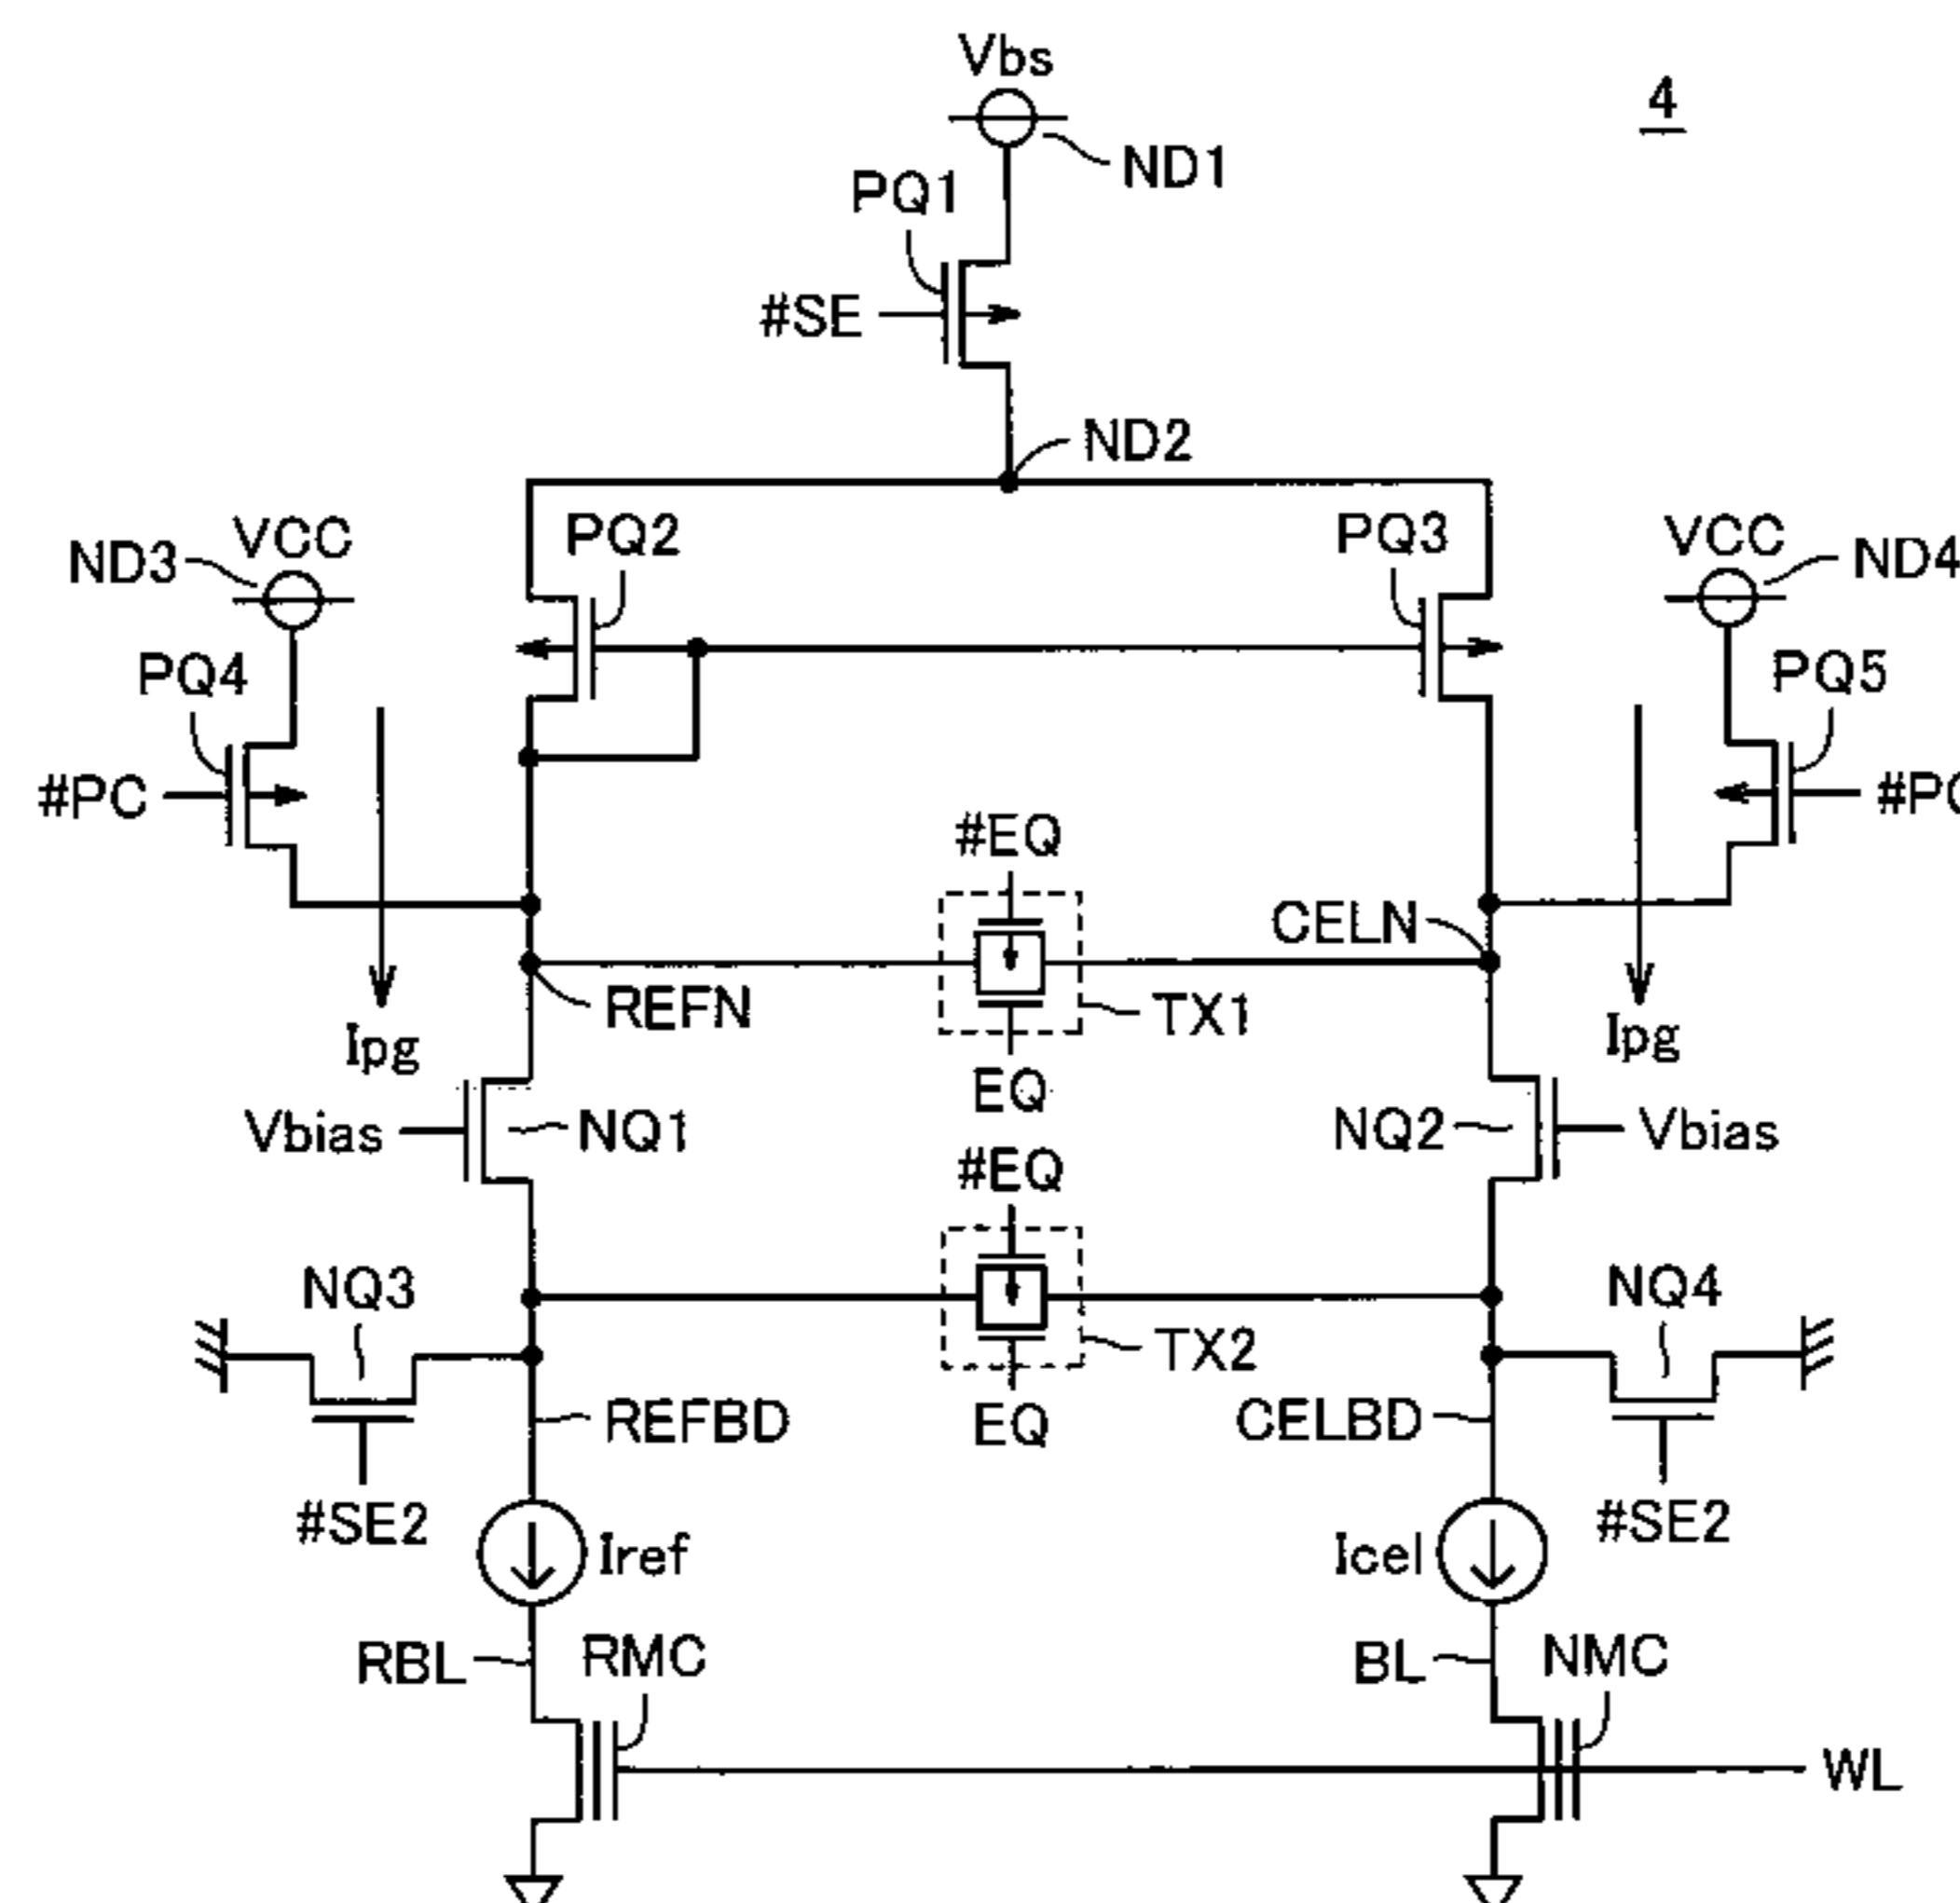 Vbs
4
ND1
PQ1
#SE
ND2
VCC
ND3
PQ2
PQ3
VCC
ND4
PQ4
PQ5
#PC
#PC
#EQ
CELN
REFN
TX1
Ipg
Ipg
EQ
Vbias
NQ1
NQ2
Vbias
#EQ
NQ3
NQ4
TX2
REFBD
EQ
CELBD
#SE2
#SE2
Iref
Icel
RBL
RMC
BL
NMC
WL